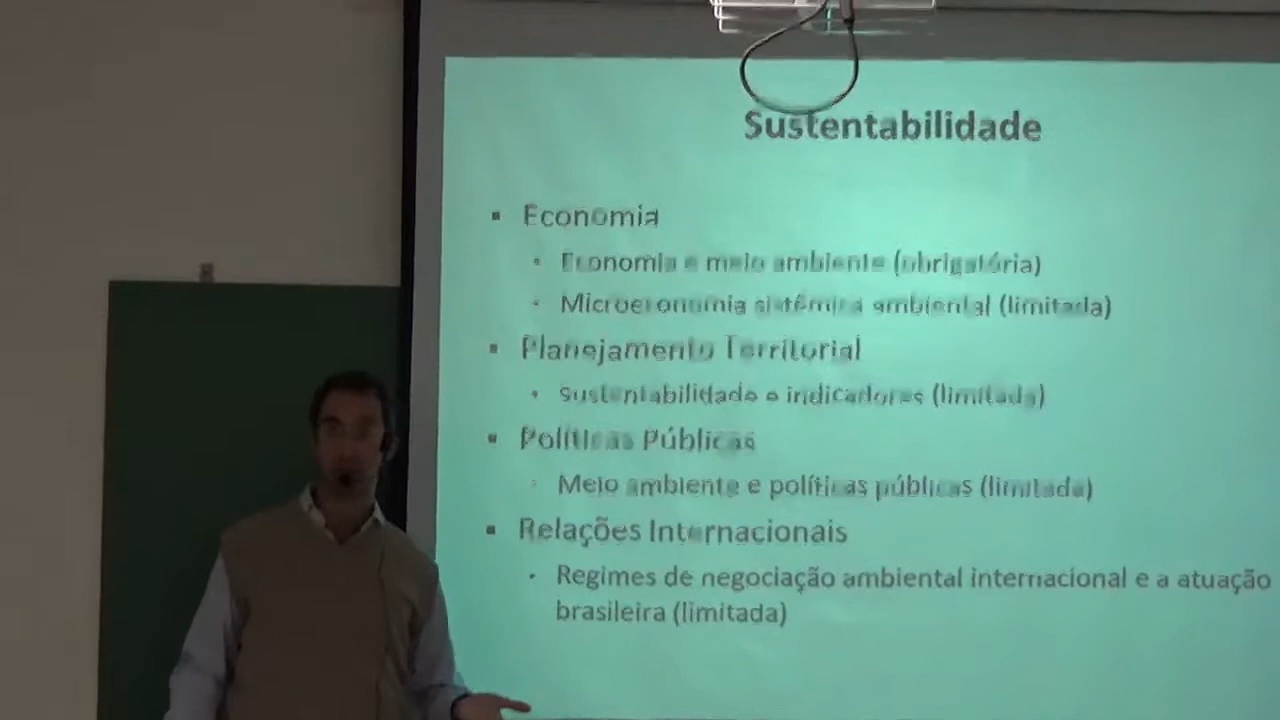 Sustentabilidade
Economia
Economia e meio ambiente (obrigatória)
Microeconomia sistêmica ambiental (limitada)
Planejamento Territorial
Sustentabilidade e indicadores (limitada)
Políticas Públicas
Meio ambiente e políticas públicas (limitada)
Relações Internacionais
Regimes de negociação ambiental internacional e a atuação
brasileira (limitada)